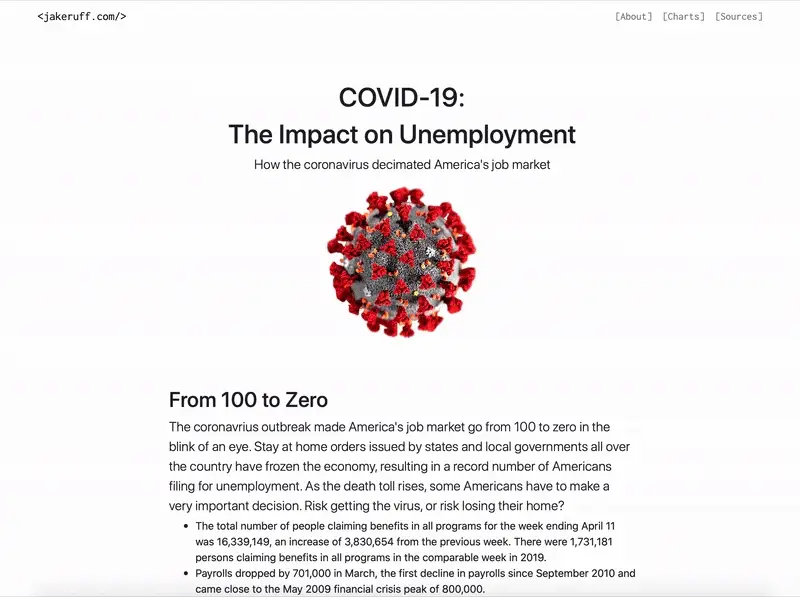 <jakeruff.com/>
[About] [Charts] [Sources]
COVID-19:
The Impact on Unemployment
How the coronavirus decimated America's job market
From 100 to Zero
The coronavrius outbreak made America's job market go from 100 to zero in the
blink of an eye. Stay at home orders issued by states and local governments all over
the country have frozen the economy, resulting in a record number of Americans
filing for unemployment. As the death toll rises, some Americans have to make a
very important decision. Risk getting the virus, or risk losing their home?
• The total number of people claiming benefits in all programs for the week ending April 11
was 16,339,149, an increase of 3,830,654 from the previous week. There were 1,731,181
persons claiming benefits in all programs in the comparable week in 2019.
• Payrolls dropped by 701,000 in March, the first decline in payrolls since September 2010 and
came close to the May 2009 financial crisis peak of 800,000.